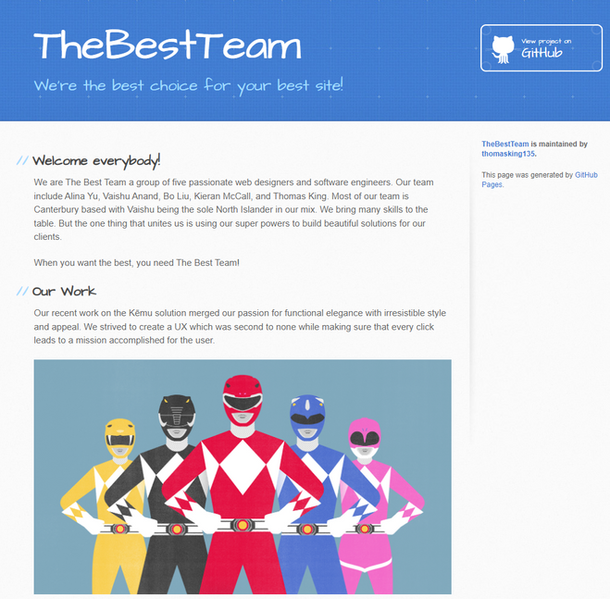 TheBestTeam
We're the best choice for your best site!
View project on
GitHub
// Welcome everybody!
We are The Best Team a group of five passionate web designers and software engineers. Our team
include Alina Yu, Vaishu Anand, Bo Liu, Kieran McCall, and Thomas King. Most of our team is
Canterbury based with Vaishu being the sole North Islander in our mix. We bring many skills to the
table. But the one thing that unites us is using our super powers to build beautiful solutions for our
clients.
When you want the best, you need The Best Team!
// Our Work
Our recent work on the Kēmu solution merged our passion for functional elegance with irresistible style
and appeal. We strived to create a UX which was second to none while making sure that every click
leads to a mission accomplished for the user.
TheBestTeam is maintained by
thomasking135.
This page was generated by GitHub
Pages.